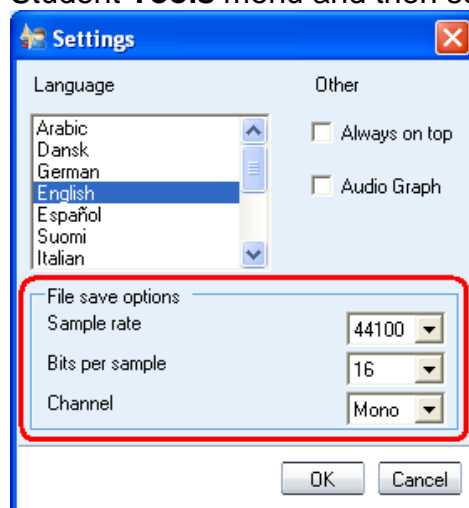 Student Tools menu and then
Settings
Language
Other
Arabic
Dansk
German
English
Español
Suomi
Italian
Always on top
Audio Graph
File save options
Sample rate
44100
Bits per sample
16
Channel
Mono
OK
Cancel